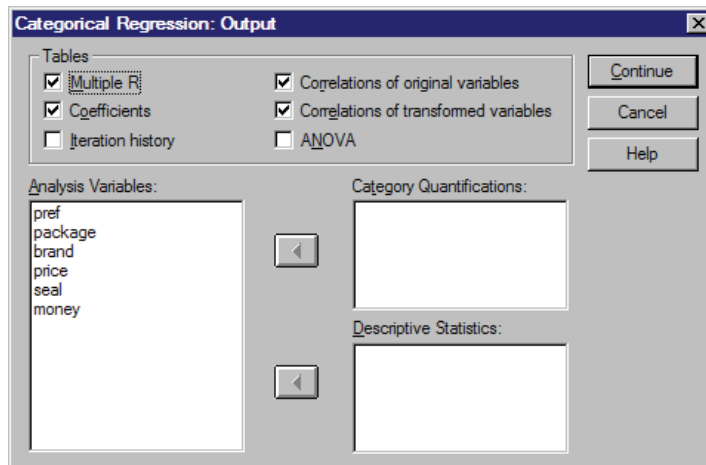 Categorical Regression: Output
Tables
Multiple R
Correlations of original variables
Coefficients
Correlations of transformed variables
Iteration history
ANOVA
Continue
Cancel
Help
Analysis Variables:
pref
package
brand
price
seal
money
Category Quantifications:
Descriptive Statistics: